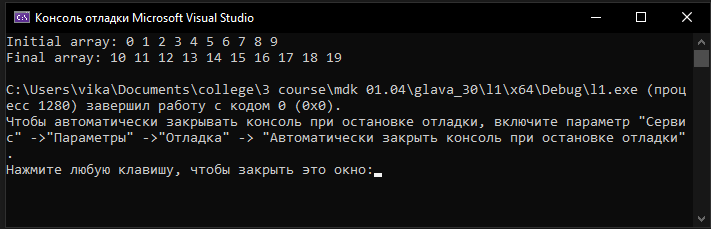 Консоль отладки Microsoft Visual Studio
Initial array: 0 1 2 3 4 5 6 7 8 9
Final array: 10 11 12 13 14 15 16 17 18 19
C:\Users\vika\Documents\college\3 course\mdk 01.04\glava_30\l1\x64\Debug\l1.exe (проц
есс 1280) завершил работу с кодом 0 (0x0).
Чтобы автоматически закрывать консоль при остановке отладки, включите параметр "Серви
с" ->"Параметры" ->"Отладка" -> "Автоматически закрыть консоль при остановке отладки"
.
Нажмите любую клавишу, чтобы закрыть это окно: